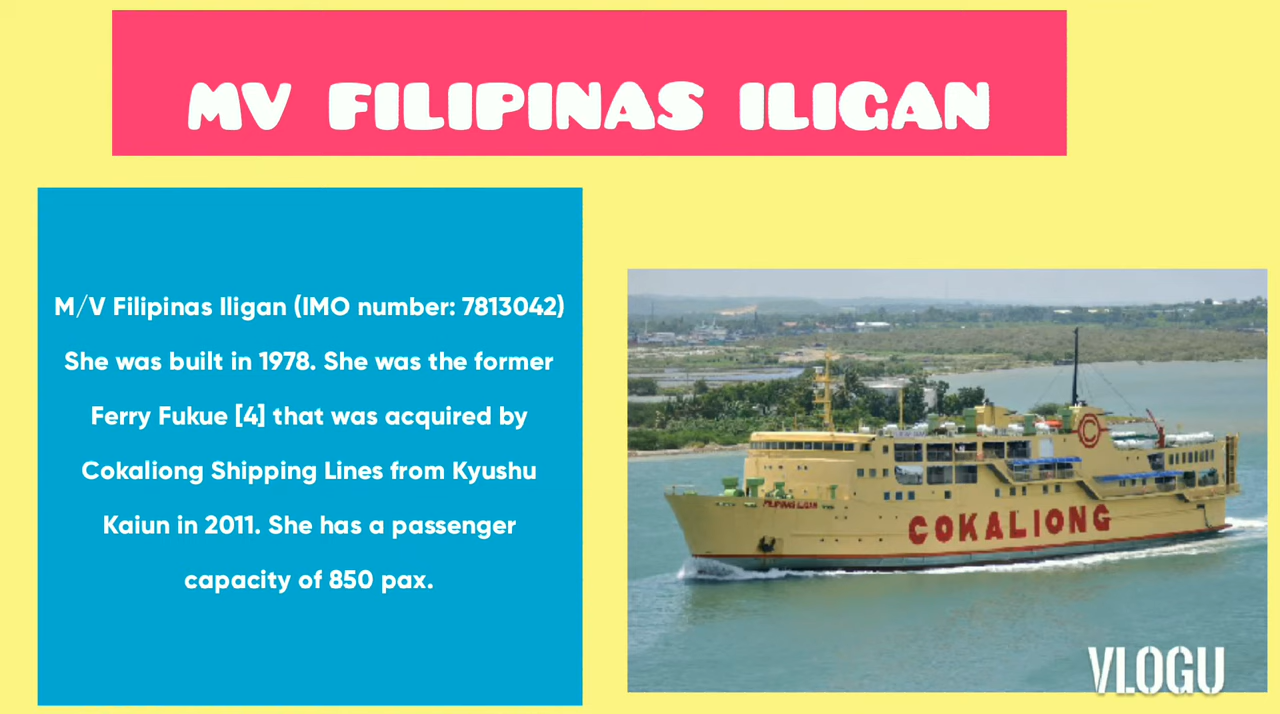 MV FILIPINAS ILIGAN
M/V Filipinas Iligan (IMO number: 7813042)
She was built in 1978. She was the former
Ferry Fukue [4] that was acquired by
Cokaliong Shipping Lines from Kyushu
Kaiun in 2011. She has a passenger
capacity of 850 pax.
C
FILIPINAS ILIGAN
COKALIONG
VLOGU